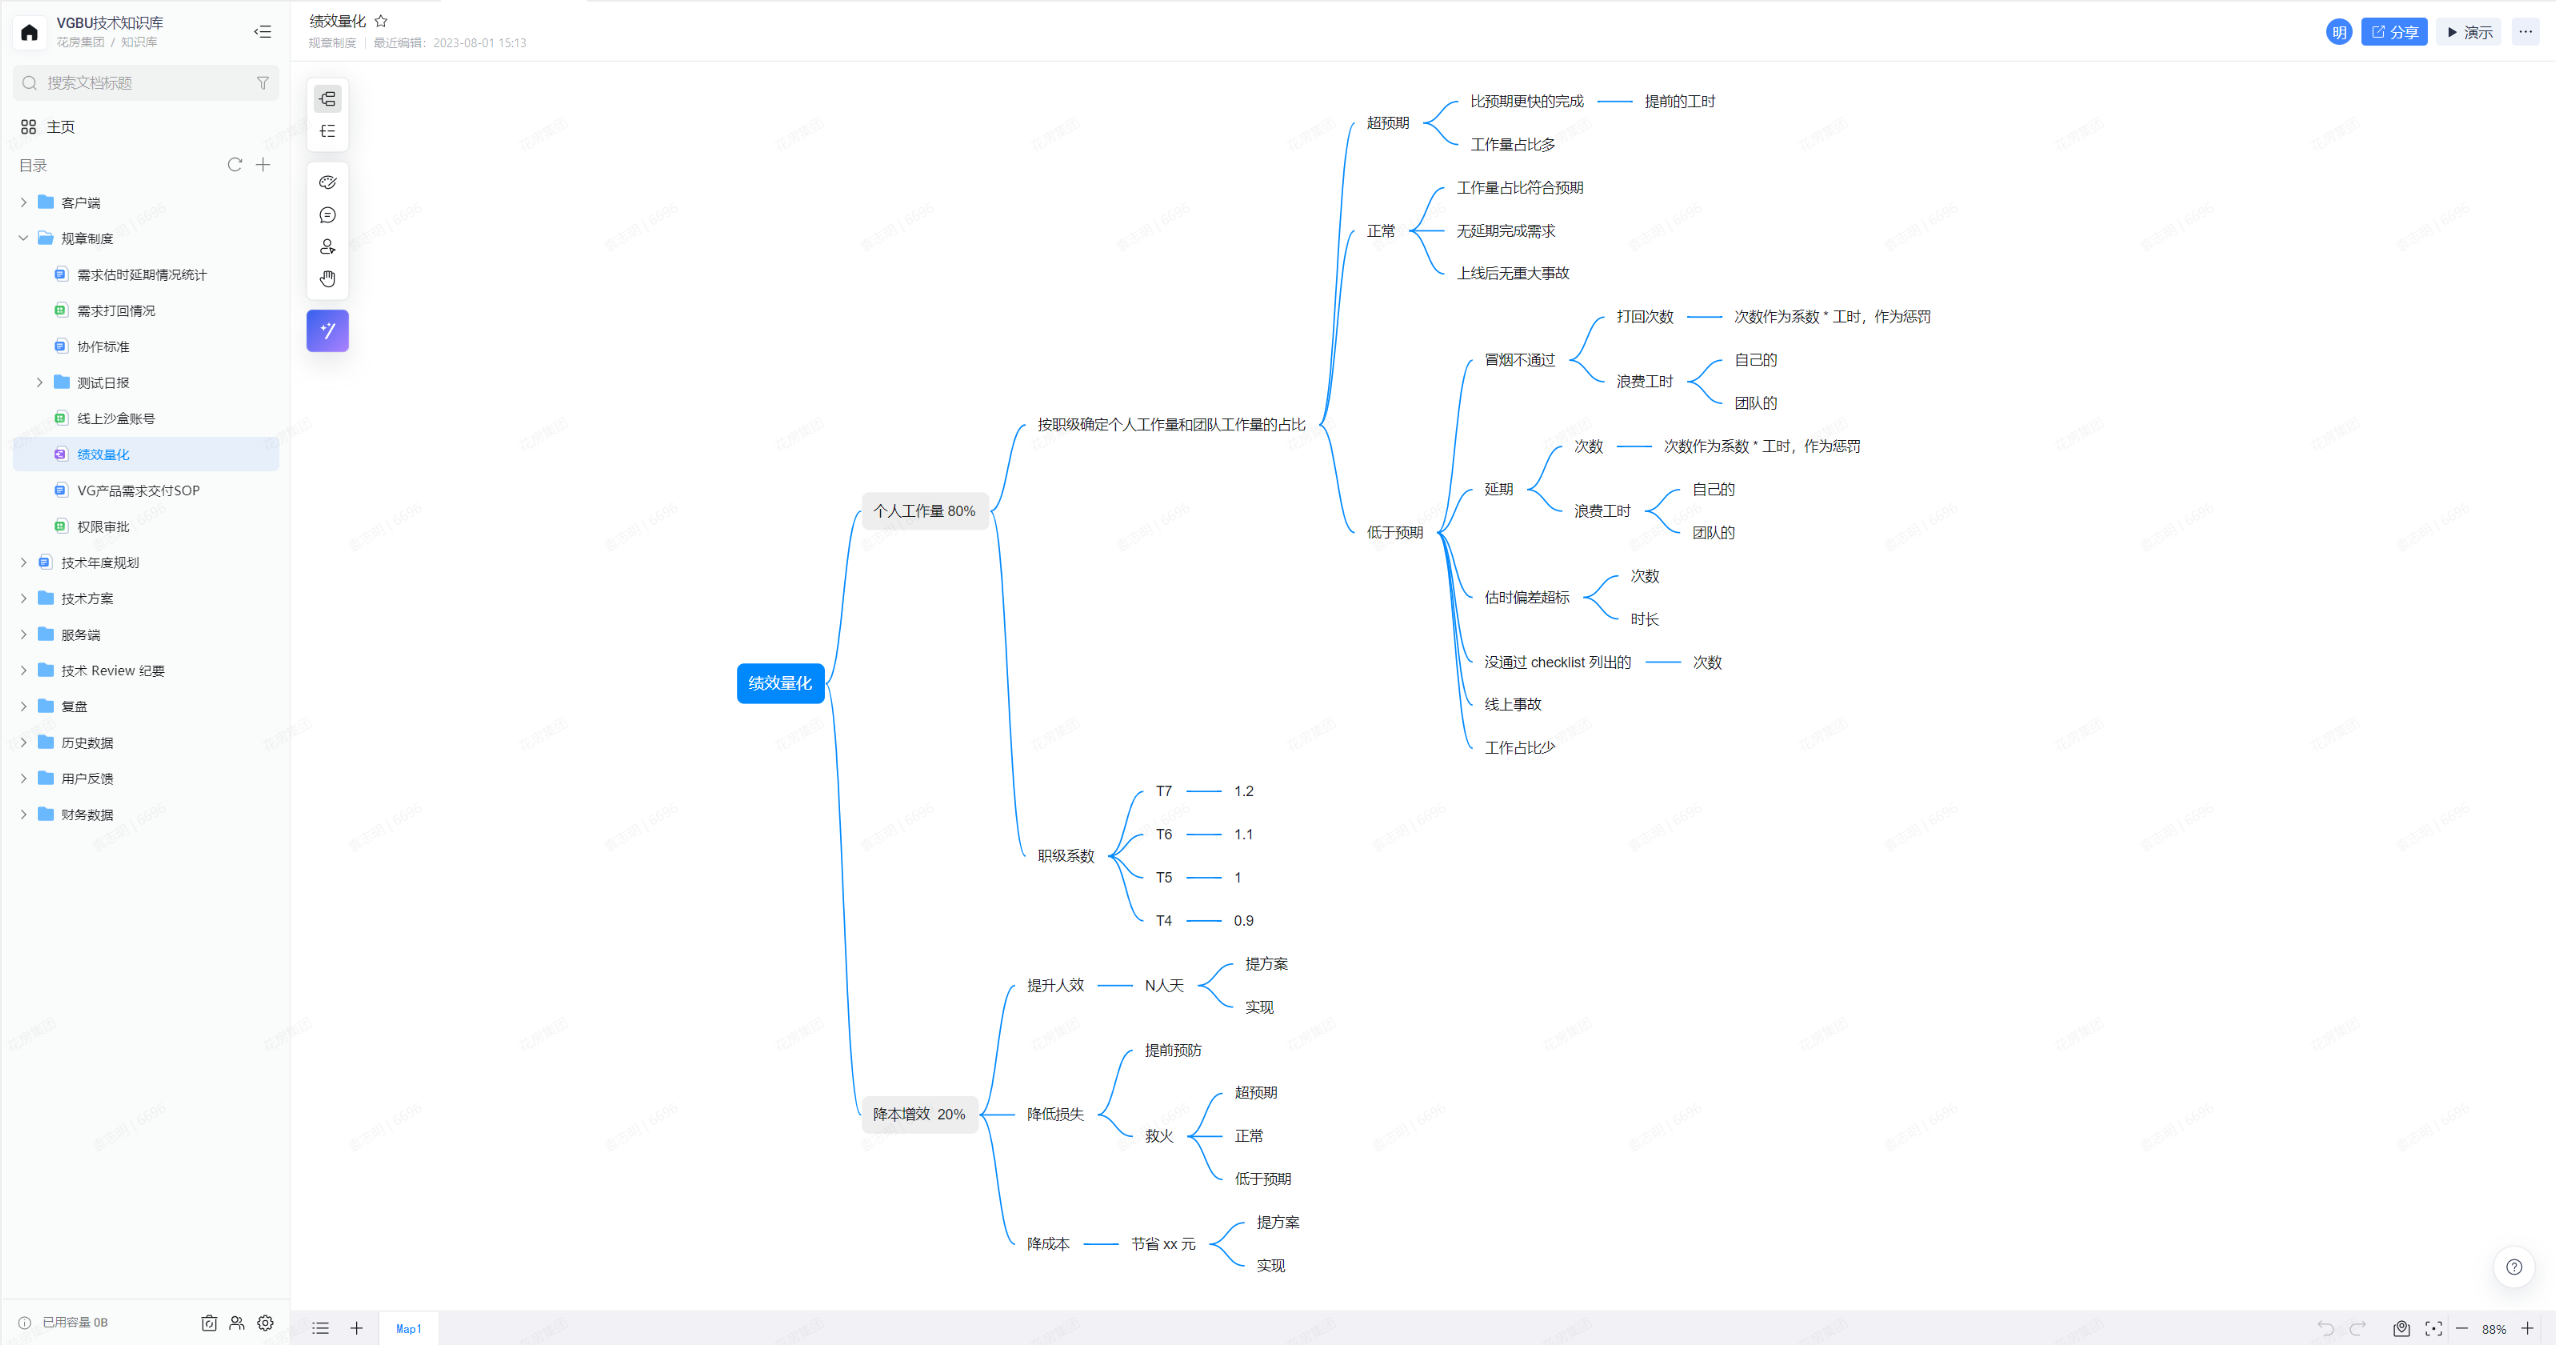 VGBU技术知识库
花房集团 / 知识库
搜索文档标题
主页
目录
客户端
规章制度
需求估时延期情况统计
需求打回情况
协作标准
测试日报
线上沙盒账号
绩效量化
VG产品需求交付SOP
权限审批
技术年度规划
技术方案
服务端
技术 Review 纪要
复盘
历史数据
用户反馈
财务数据
已用容量 0B
绩效量化
规章制度 | 最近编辑：2023-08-01 15:13
明
分享
演示
绩效量化
个人工作量 80%
按职级确定个人工作量和团队工作量的占比
超预期
比预期更快的完成
提前的工时
工作量占比多
正常
工作量占比符合预期
无延期完成需求
上线后无重大事故
低于预期
冒烟不通过
打回次数
次数作为系数 * 工时，作为惩罚
浪费工时
自己的
团队的
延期
次数
次数作为系数 * 工时，作为惩罚
浪费工时
自己的
团队的
估时偏差超标
次数
时长
没通过 checklist 列出的
次数
线上事故
工作占比少
职级系数
T7
1.2
T6
1.1
T5
1
T4
0.9
降本增效 20%
提升人效
N人天
提方案
实现
降低损失
提前预防
救火
超预期
正常
低于预期
降成本
节省 xx 元
提方案
实现
Map1
88%
花房集团
袁志明 | 6696